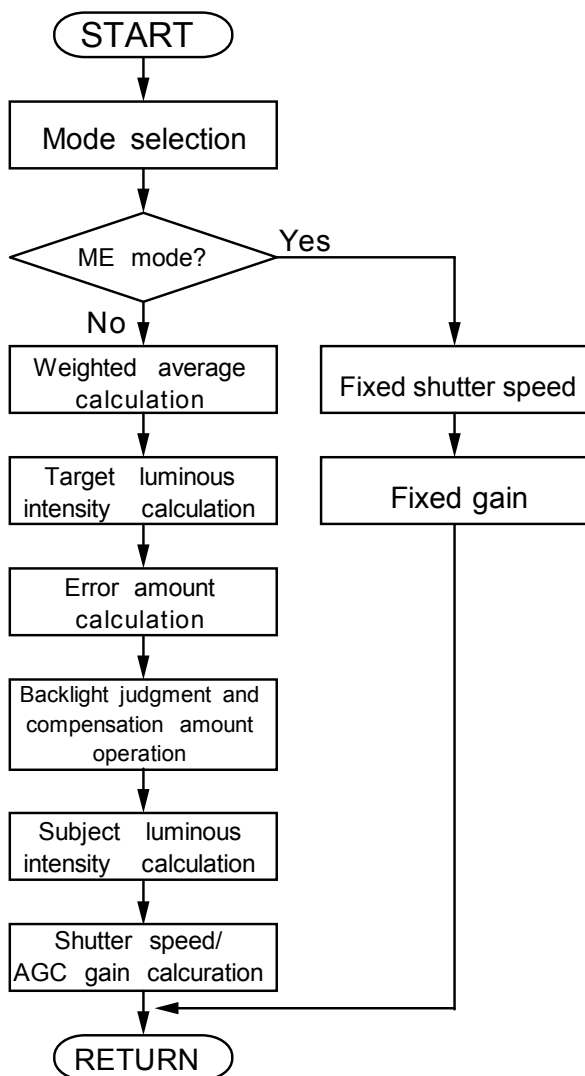 START
Mode selection
ME mode?
Yes
No
Weighted average
calculation
Fixed shutter speed
Target luminous
intensity calculation
Fixed gain
Error amount
calculation
Backlight judgment and
compensation amount
operation
Subject luminous
intensity calculation
Shutter speed/
AGC gain calcuration
RETURN